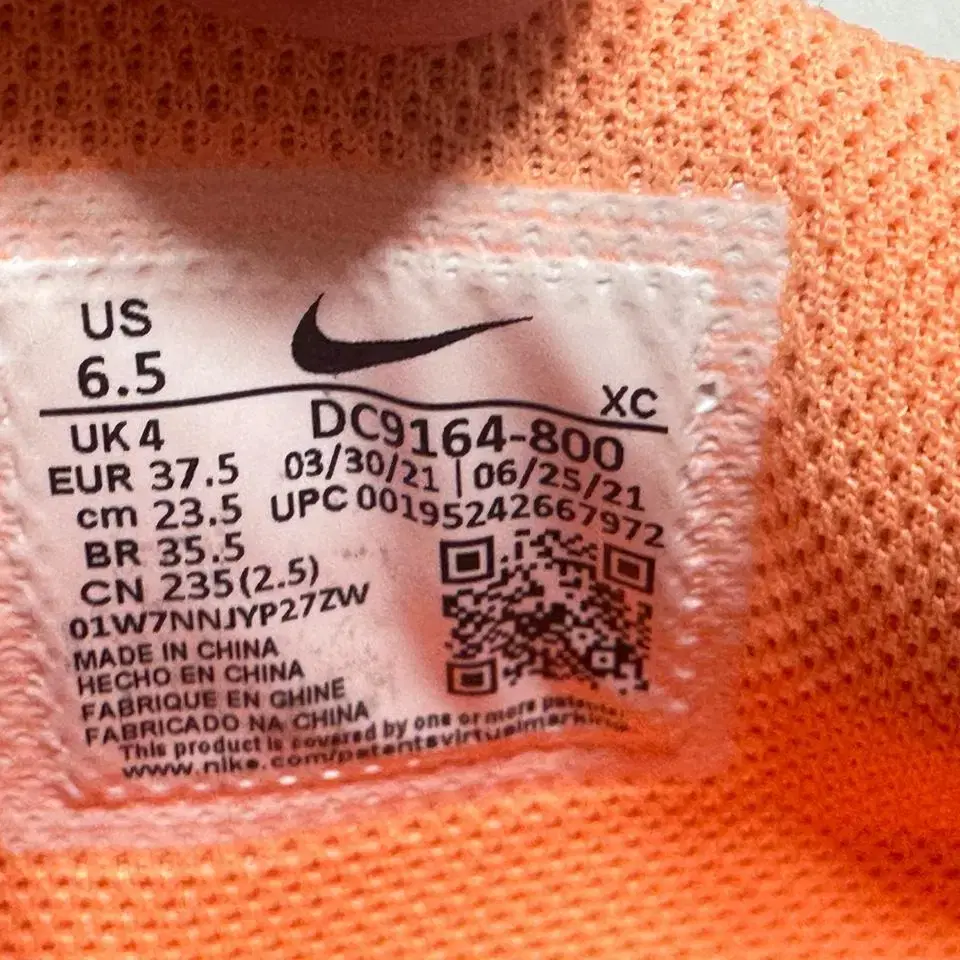 US
6.5
XC
UK 4
EUR 37.5
cm 23.5
BR 35.5
CN 235(2.5)
01W7NNJYP27ZW
DC9164-800
03/30/21 | 06/25/21
UPC 00195242667972
MADE IN CHINA
HECHO EN CHINA
FABRIQUE EN CHINE
FABRICADO NA CHINA
This product is covered by one or more patents
www.nike.com/patentsvirtualmarking